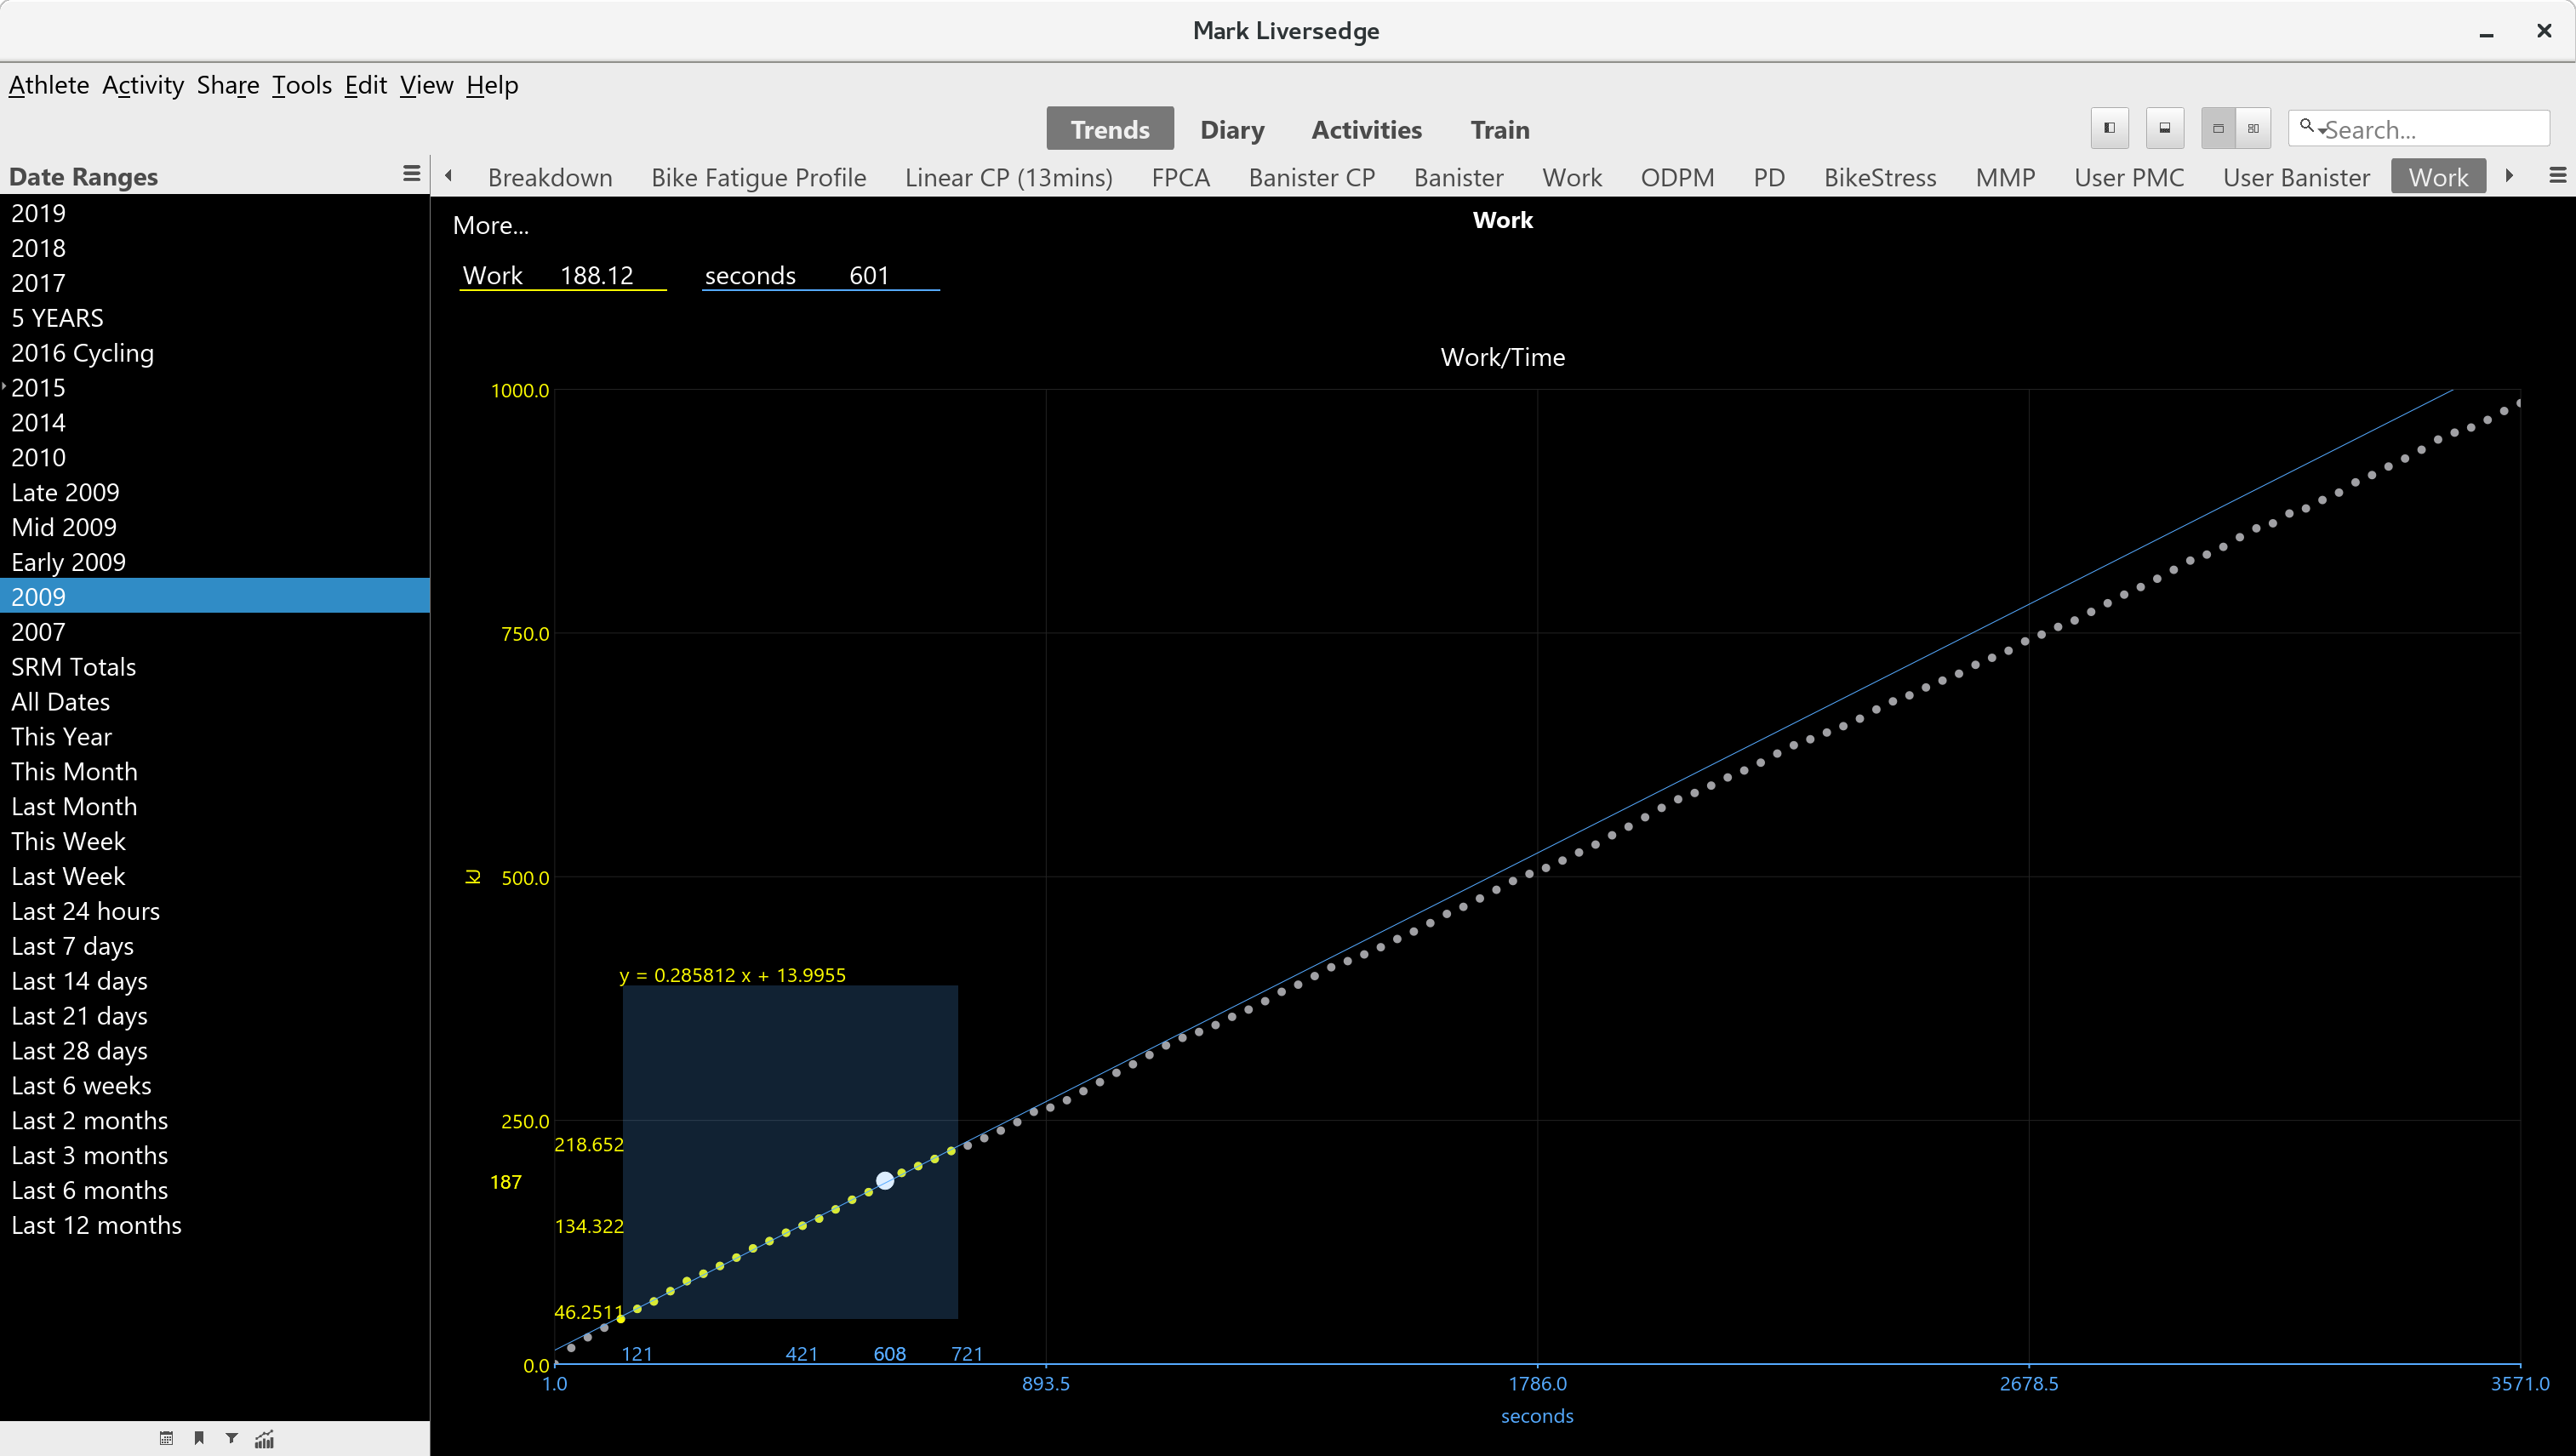 Mark Liversedge
Athlete Activity Share Tools Edit View Help
Trends Diary Activities Train
Search...
Date Ranges
Breakdown Bike Fatigue Profile Linear CP (13mins) FPCA Banister CP Banister Work ODPM PD BikeStress MMP User PMC User Banister Work
2019
2018
2017
5 YEARS
2016 Cycling
2015
2014
2010
Late 2009
Mid 2009
Early 2009
2009
2007
SRM Totals
All Dates
This Year
This Month
Last Month
This Week
Last Week
Last 24 hours
Last 7 days
Last 14 days
Last 21 days
Last 28 days
Last 6 weeks
Last 2 months
Last 3 months
Last 6 months
Last 12 months
More...
Work
Work 188.12 seconds 601
Work/Time
1000.0
750.0
kJ
500.0
y = 0.285812 x + 13.9955
250.0
218.652
187
134.322
46.2511
121 421 608 721
0.0
1.0 893.5 1786.0 2678.5 3571.0
seconds